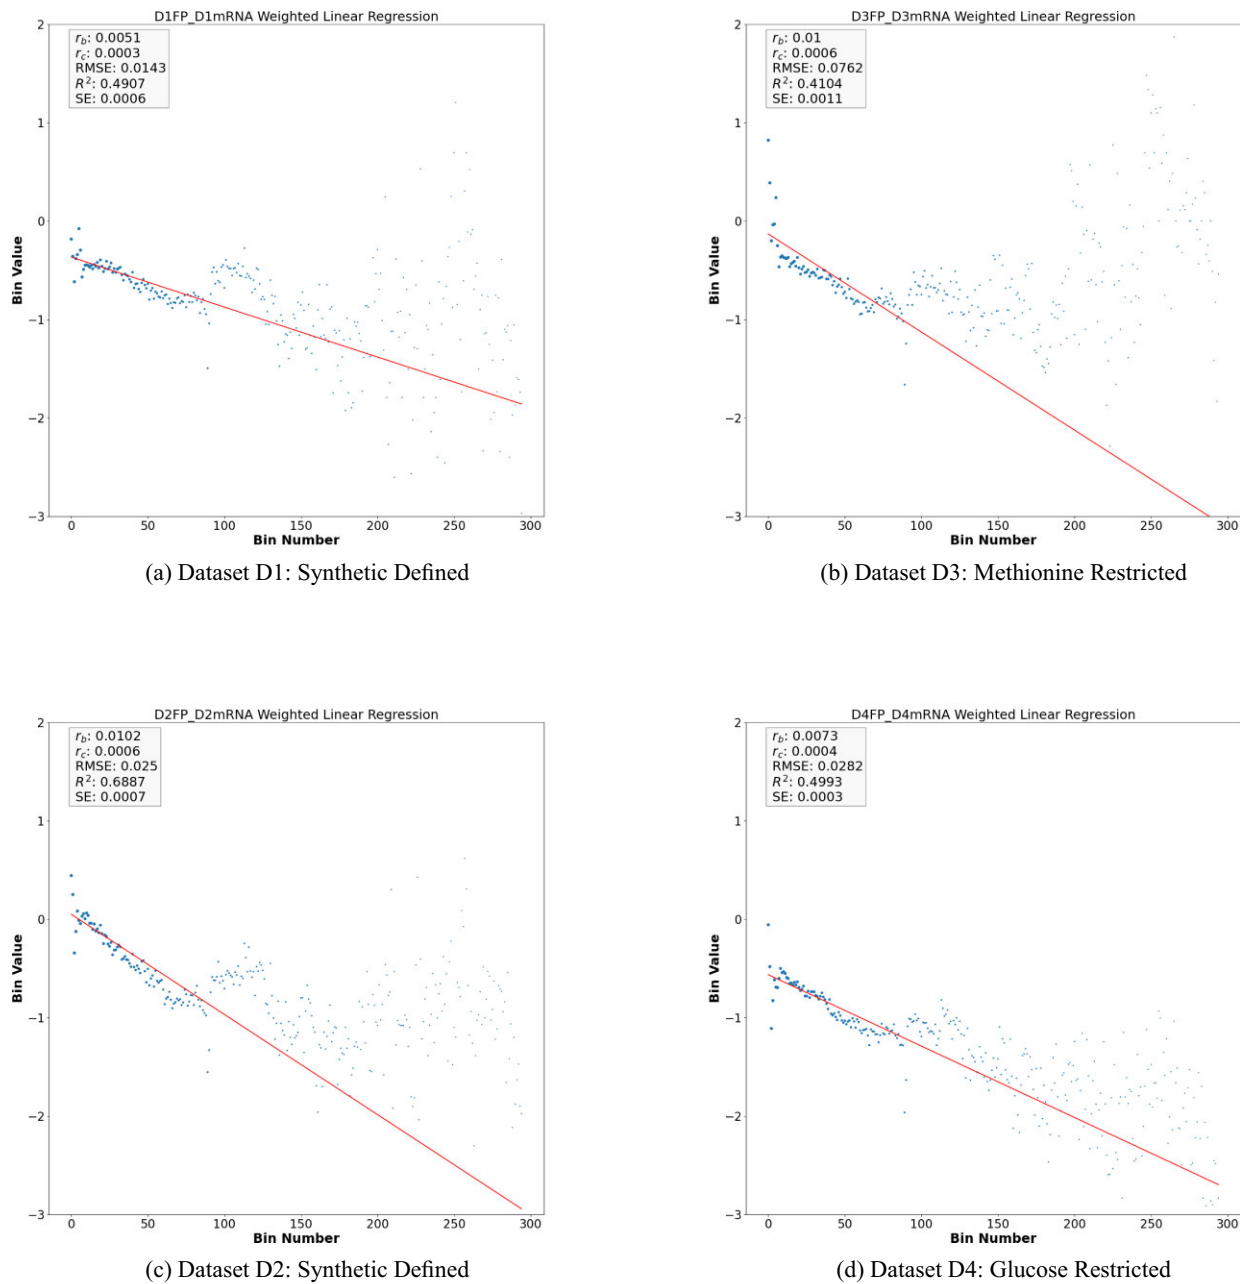 D1FP_D1mRNA Weighted Linear Regression
r_b: 0.0051
r_c: 0.0003
RMSE: 0.0143
R²: 0.4907
SE: 0.0006
2
1
0
−1
−2
−3
Bin Value
0 50 100 150 200 250 300
Bin Number
(a) Dataset D1: Synthetic Defined
D3FP_D3mRNA Weighted Linear Regression
r_b: 0.01
r_c: 0.0006
RMSE: 0.0762
R²: 0.4104
SE: 0.0011
2
1
0
−1
−2
−3
Bin Value
0 50 100 150 200 250 300
Bin Number
(b) Dataset D3: Methionine Restricted
D2FP_D2mRNA Weighted Linear Regression
r_b: 0.0102
r_c: 0.0006
RMSE: 0.025
R²: 0.6887
SE: 0.0007
2
1
0
−1
−2
−3
Bin Value
0 50 100 150 200 250 300
Bin Number
(c) Dataset D2: Synthetic Defined
D4FP_D4mRNA Weighted Linear Regression
r_b: 0.0073
r_c: 0.0004
RMSE: 0.0282
R²: 0.4993
SE: 0.0003
2
1
0
−1
−2
−3
Bin Value
0 50 100 150 200 250 300
Bin Number
(d) Dataset D4: Glucose Restricted